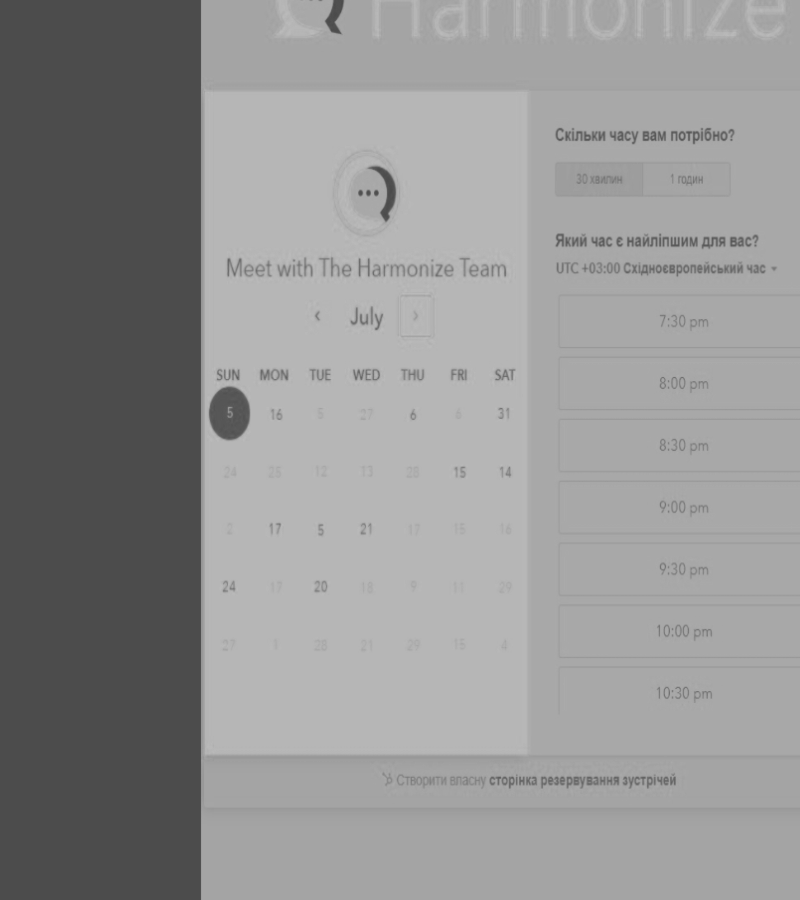 Harmonize
Meet with The Harmonize Team
July
SUN MON TUE WED THU FRI SAT
5 16 5 27 6 6 31
24 25 12 13 28 15 14
2 17 5 21 17 15 16
24 17 20 18 9 11 29
27 1 28 21 29 15 4
Скільки часу вам потрібно?
30 хвилин 1 годин
Який час є найліпшим для вас?
UTC +03:00 Східноєвропейський час
7:30 pm
8:00 pm
8:30 pm
9:00 pm
9:30 pm
10:00 pm
10:30 pm
Створити власну сторінка резервування зустрічей